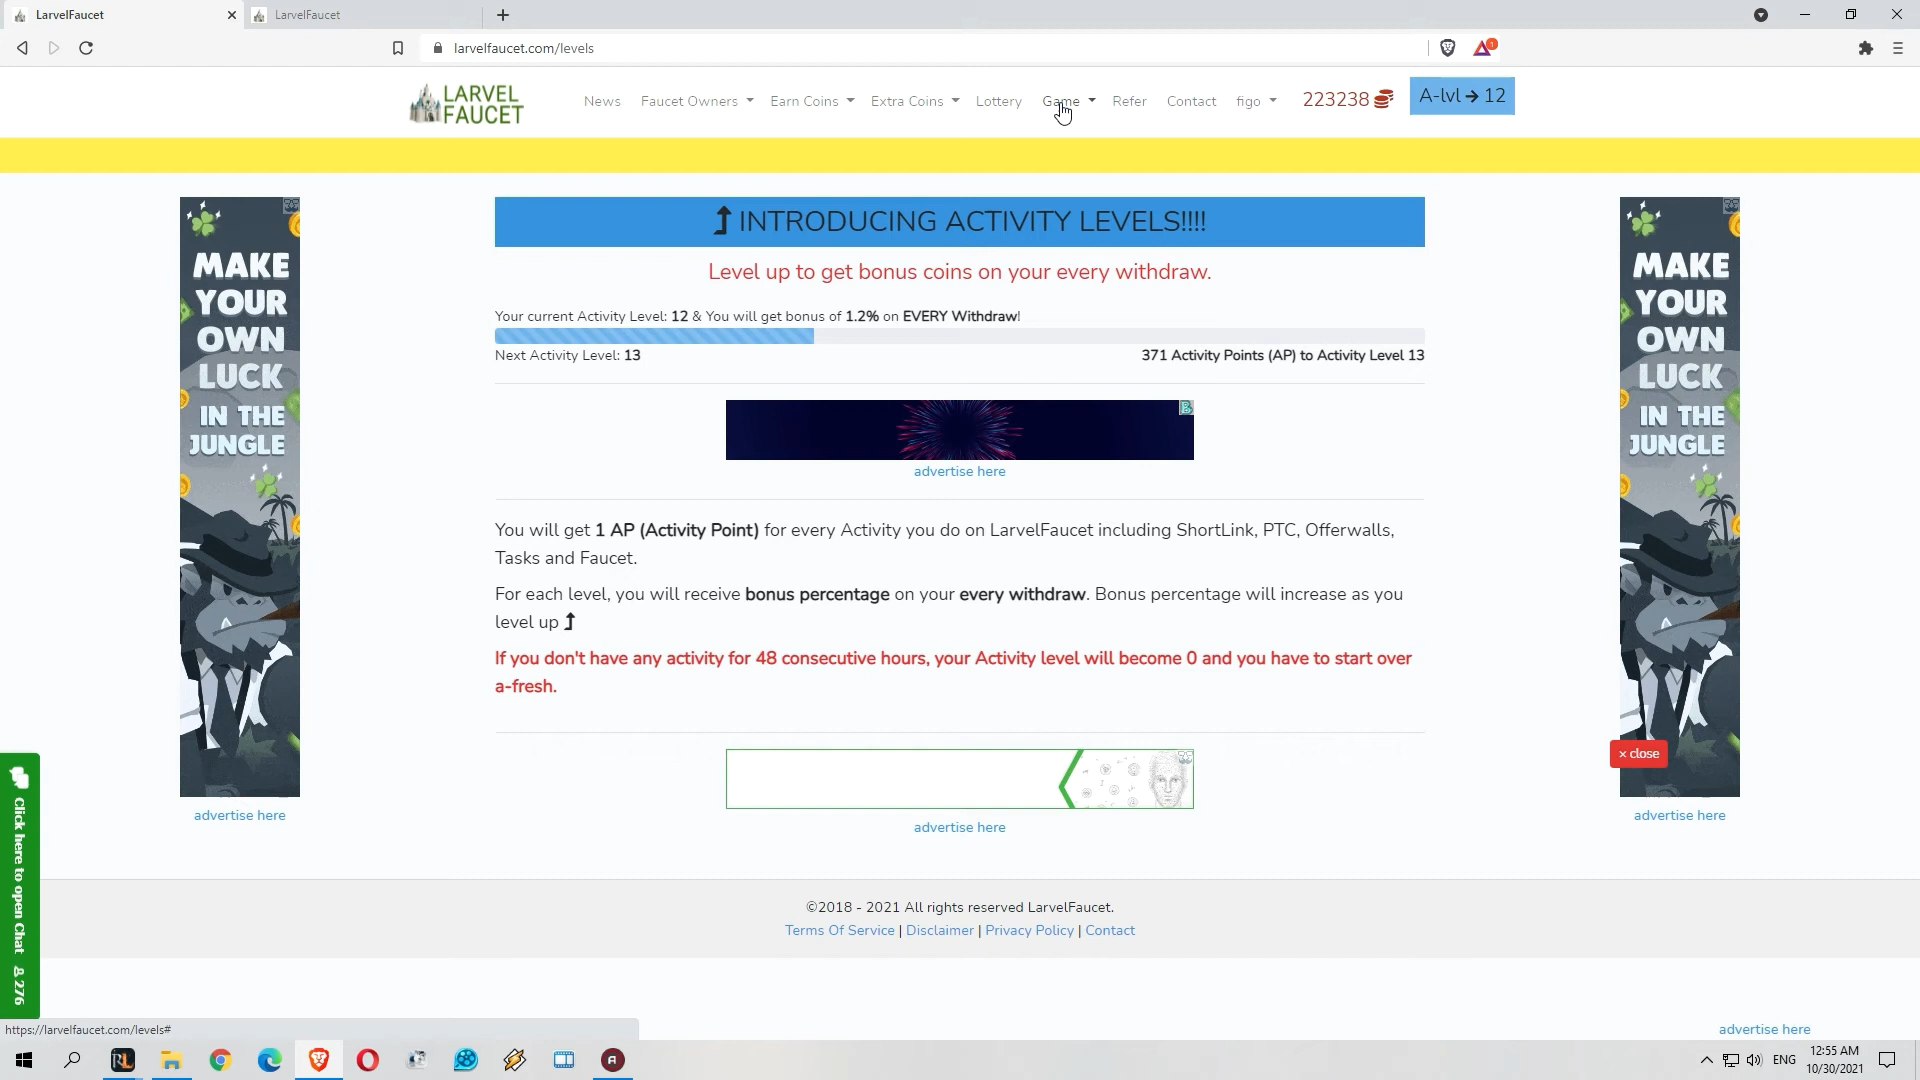 LarvelFaucet
LarvelFaucet
larvelfaucet.com/levels
1
LARVEL
FAUCET
News
Faucet Owners
Earn Coins
Extra Coins
Lottery
Game
Refer
Contact
figo
223238
A-lvl → 12
⤴ INTRODUCING ACTIVITY LEVELS!!!!
Level up to get bonus coins on your every withdraw.
Your current Activity Level: 12 & You will get bonus of 1.2% on EVERY Withdraw!
Next Activity Level: 13
371 Activity Points (AP) to Activity Level 13
advertise here
You will get 1 AP (Activity Point) for every Activity you do on LarvelFaucet including ShortLink, PTC, Offerwalls,
Tasks and Faucet.
For each level, you will receive bonus percentage on your every withdraw. Bonus percentage will increase as you
level up ⤴
If you don't have any activity for 48 consecutive hours, your Activity level will become 0 and you have to start over
a-fresh.
advertise here
MAKE
YOUR
OWN
LUCK
IN THE
JUNGLE
advertise here
MAKE
YOUR
OWN
LUCK
IN THE
JUNGLE
× close
advertise here
Click here to open Chat 276
©2018 - 2021 All rights reserved LarvelFaucet.
Terms Of Service | Disclaimer | Privacy Policy | Contact
https://larvelfaucet.com/levels#
advertise here
RL
A
ENG
12:55 AM
10/30/2021